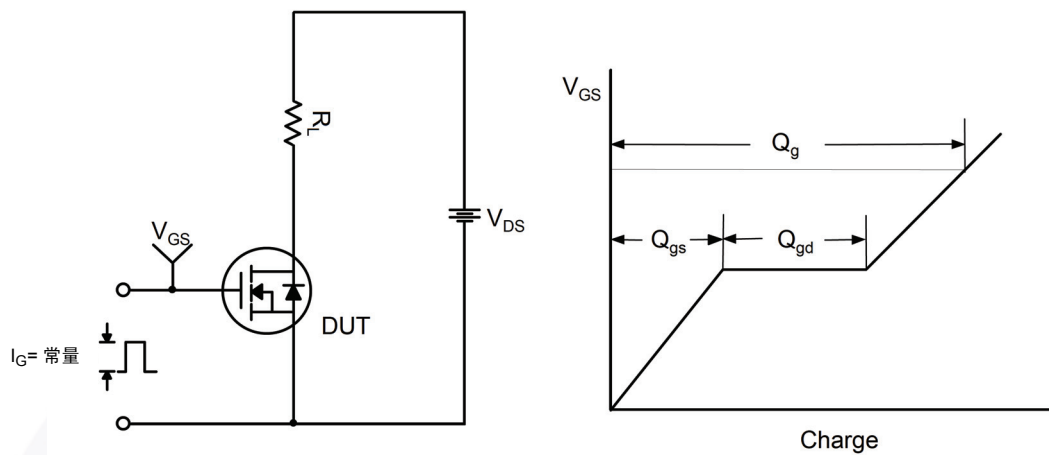 R_L
V_GS
V_DS
DUT
I_G= 常量
V_GS
Q_g
Q_gs
Q_gd
Charge